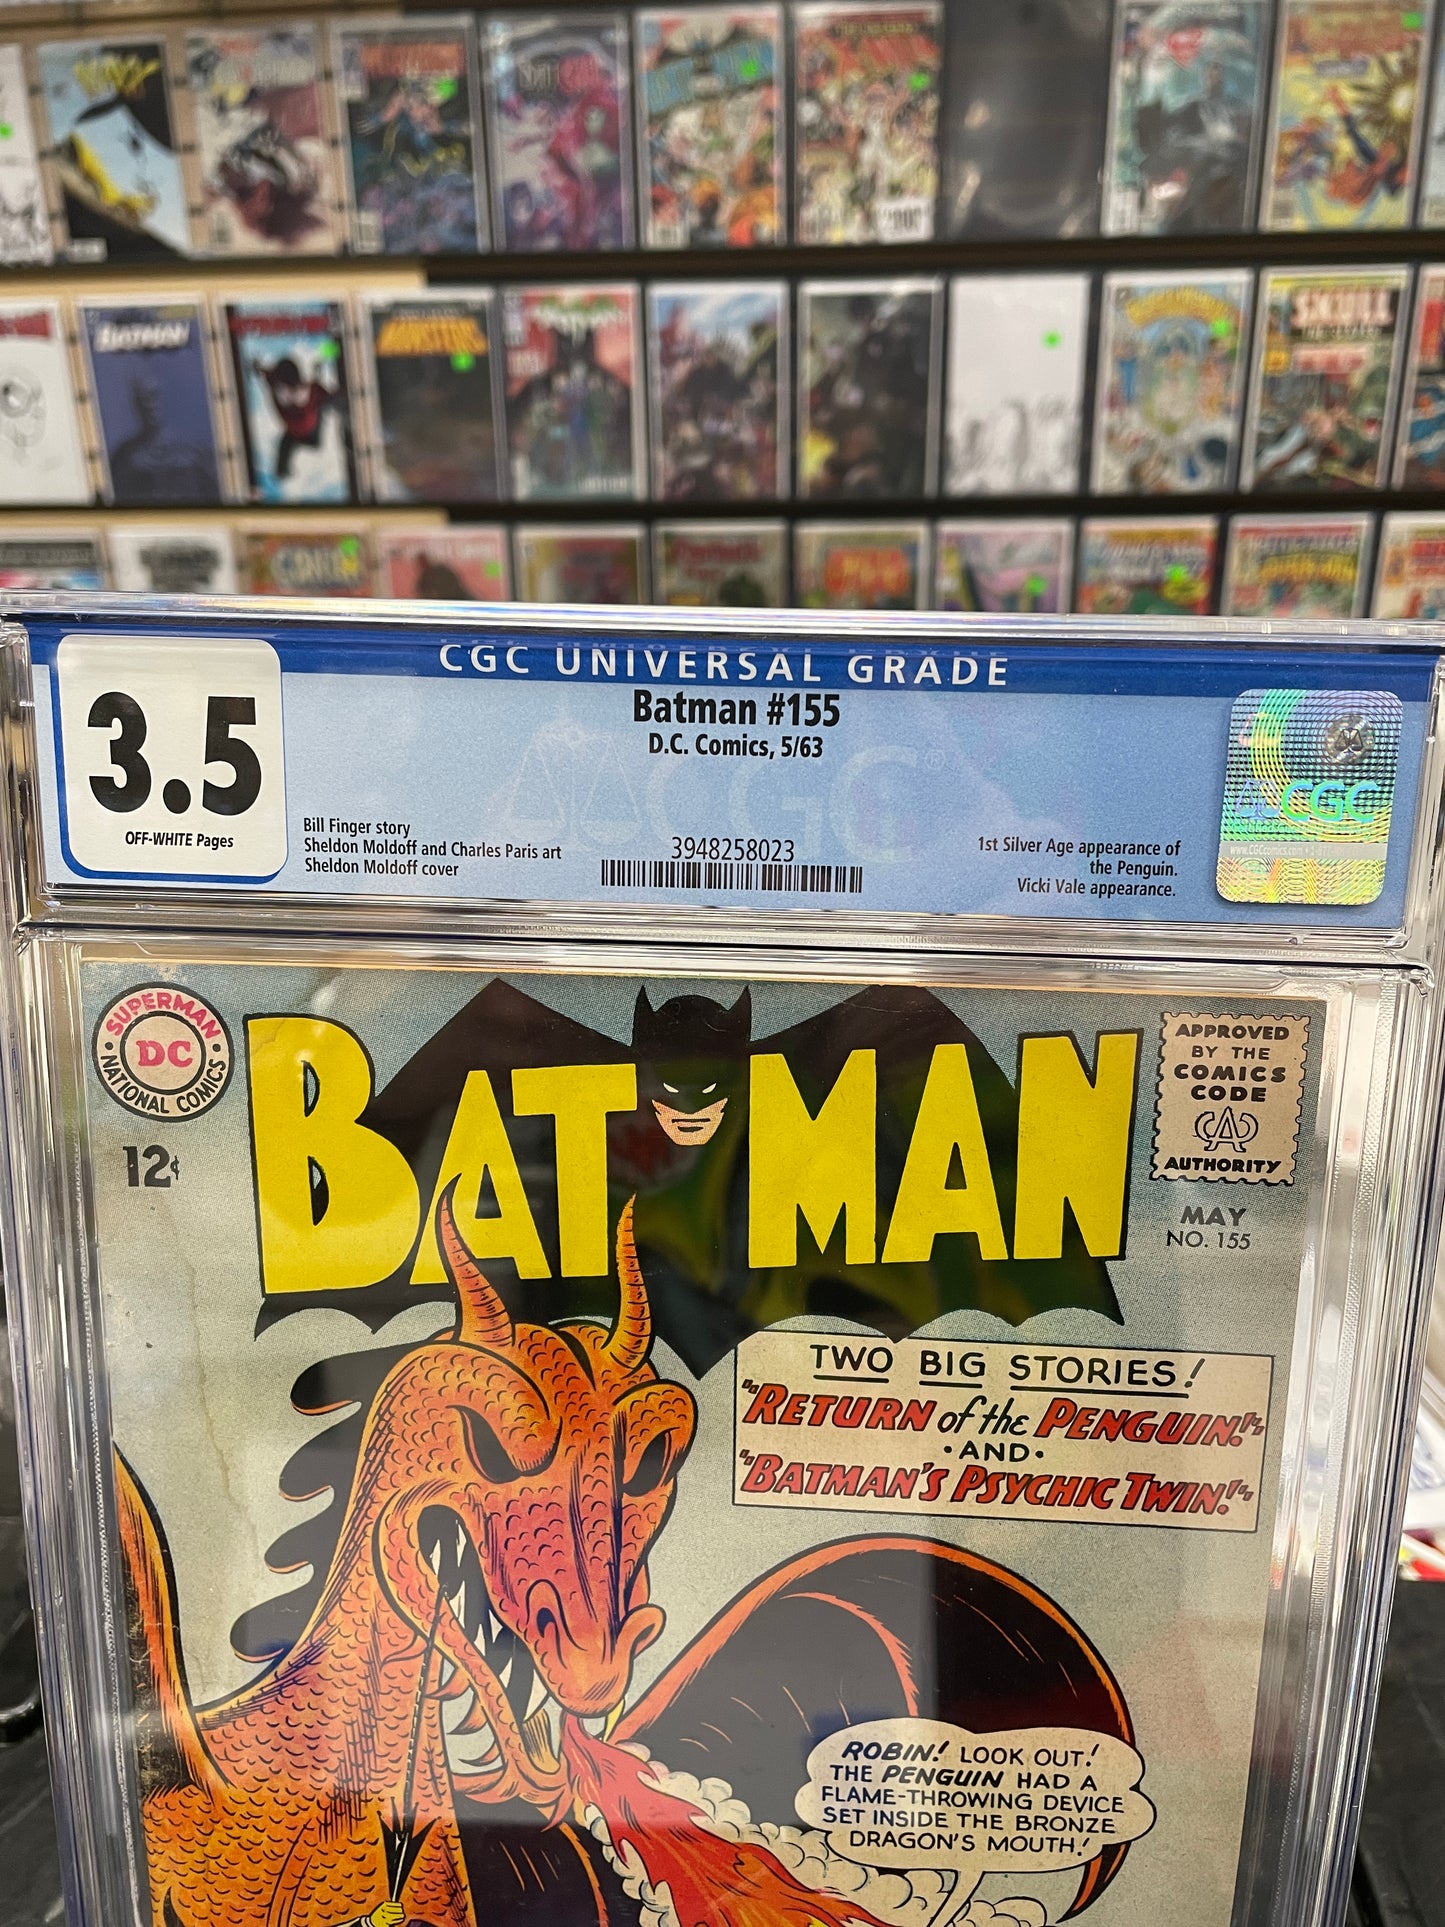 BATMAN
MONSTERS
SKULL
CGC UNIVERSAL GRADE
3.5
OFF-WHITE Pages
Batman #155
D.C. Comics, 5/63
Bill Finger story
Sheldon Moldoff and Charles Paris art
Sheldon Moldoff cover
3948258023
1st Silver Age appearance of
the Penguin.
Vicki Vale appearance.
CGC
SUPERMAN
DC
NATIONAL COMICS
12¢
BATMAN
APPROVED
BY THE
COMICS
CODE
CA
AUTHORITY
MAY
NO. 155
TWO BIG STORIES!
"RETURN of the PENGUIN!"
• AND •
"BATMAN'S PSYCHIC TWIN!"
ROBIN! LOOK OUT!
THE PENGUIN HAD A
FLAME-THROWING DEVICE
SET INSIDE THE BRONZE
DRAGON'S MOUTH!